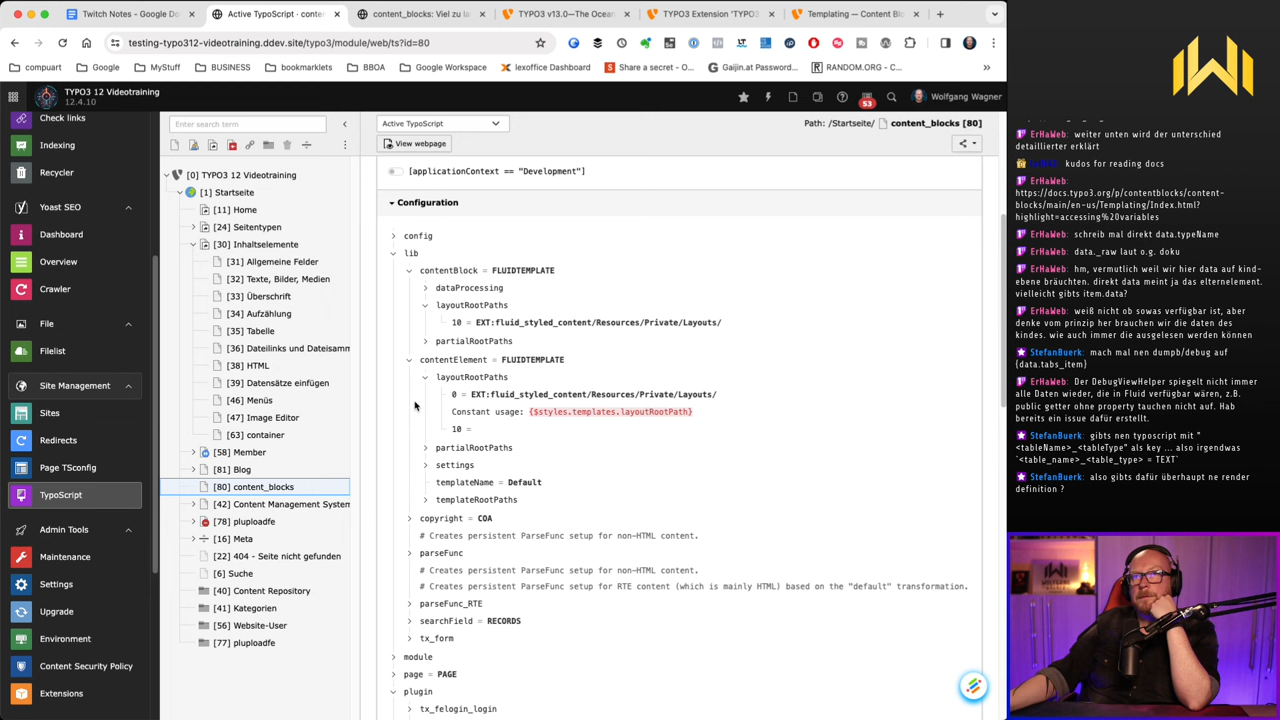 Twitch Notes - Google Do
Active TypoScript · conte
content_blocks: Viel zu la
TYPO3 v13.0—The Ocean
TYPO3 Extension 'TYPO3
Templating — Content Blo
testing-typo312-videotraining.ddev.site/typo3/module/web/ts?id=80
compuart
Google
MyStuff
BUSINESS
bookmarklets
BBOA
Google Workspace
lexoffice Dashboard
Share a secret - O...
Gaijin.at Password...
RANDOM.ORG - C...
»
TYPO3 12 Videotraining
12.4.10
53
Wolfgang Wagner
Check links
Indexing
Recycler
Yoast SEO
Dashboard
Overview
Crawler
File
Filelist
Site Management
Sites
Redirects
Page TSconfig
TypoScript
Admin Tools
Maintenance
Settings
Upgrade
Environment
Content Security Policy
Extensions
Enter search term
[0] TYPO3 12 Videotraining
[1] Startseite
[11] Home
[24] Seitentypen
[30] Inhaltselemente
[31] Allgemeine Felder
[32] Texte, Bilder, Medien
[33] Überschrift
[34] Aufzählung
[35] Tabelle
[36] Dateilinks und Dateisamm
[38] HTML
[39] Datensätze einfügen
[46] Menüs
[47] Image Editor
[63] container
[58] Member
[81] Blog
[80] content_blocks
[42] Content Management System
[78] pluploadfe
[16] Meta
[22] 404 - Seite nicht gefunden
[6] Suche
[40] Content Repository
[41] Kategorien
[56] Website-User
[77] pluploadfe
Active TypoScript
Path: /Startseite/ content_blocks [80]
View webpage
[applicationContext == "Development"]
Configuration
config
lib
contentBlock = FLUIDTEMPLATE
dataProcessing
layoutRootPaths
10 = EXT:fluid_styled_content/Resources/Private/Layouts/
partialRootPaths
contentElement = FLUIDTEMPLATE
layoutRootPaths
0 = EXT:fluid_styled_content/Resources/Private/Layouts/
Constant usage: {$styles.templates.layoutRootPath}
10 =
partialRootPaths
settings
templateName = Default
templateRootPaths
copyright = COA
# Creates persistent ParseFunc setup for non-HTML content.
parseFunc
# Creates persistent ParseFunc setup for non-HTML content.
# Creates persistent ParseFunc setup for RTE content (which is mainly HTML) based on the "default" transformation.
parseFunc_RTE
searchField = RECORDS
tx_form
module
page = PAGE
plugin
tx_felogin_login
ErHaWeb: weiter unten wird der unterschied
detaillierter erklärt
kudos for reading docs
ErHaWeb:
https://docs.typo3.org/p/contentblocks/content-
blocks/main/en-us/Templating/Index.html?
highlight=accessing%20variables
ErHaWeb: schreib mal direkt data.typeName
ErHaWeb: data._raw laut o.g. doku
ErHaWeb: hm, vermutlich weil wir hier data auf kind-
ebene bräuchten. direkt data meint ja das elternelement.
vielleicht gibts item.data?
ErHaWeb: weiß nicht ob sowas verfügbar ist, aber
denke vom prinzip her brauchen wir die daten des
kindes. wie auch immer die ausgelesen werden können
StefanBuerk: mach mal nen dumpb/debug auf
{data.tabs_item}
ErHaWeb: Der DebugViewHelper spiegelt nicht immer
alle Daten wieder, die in Fluid verfügbar wären, z.B.
public getter ohne property tauchen nicht auf. Hab
bereits ein issue dafür erstellt.
StefanBuerk: gibts nen typoscript mit "
<tableName>_<tableType" als key ... also irgendwas
`<table_name>_<table_type> = TEXT`
StefanBuerk: also gibts dafür überhaupt ne render
definition ?